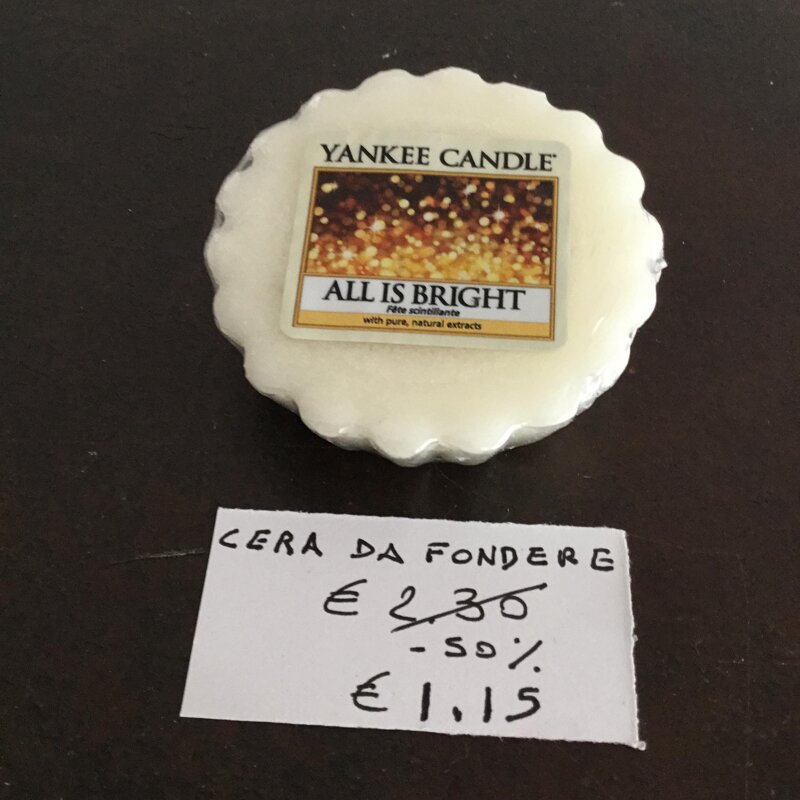 YANKEE CANDLE®
ALL IS BRIGHT
Fête scintillante
with pure, natural extracts
CERA DA FONDERE
€ 2.30
-50%
€ 1.15